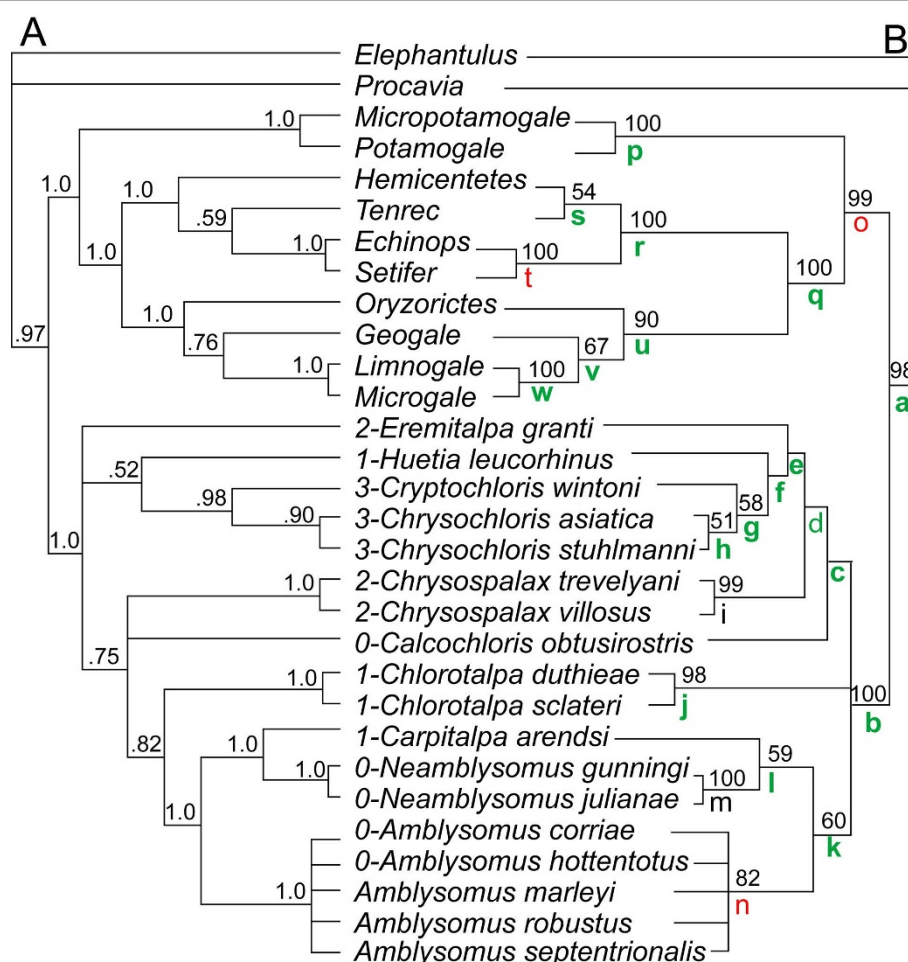 A B
Elephantulus
Procavia
1.0 Micropotamogale 100
Potamogale p
1.0 1.0 Hemicentetes 54 99
.59 Tenrec s 100 o
1.0 1.0 Echinops 100 r
Setifer t 100
1.0 Oryzorictes 90 q
.97 .76 Geogale 67 u
1.0 Limnogale 100 v 98
Microgale w a
2-Eremitalpa granti
.52 1-Huetia leucorhinus e
.98 3-Cryptochloris wintoni 58 f
.90 3-Chrysochloris asiatica 51 g d
1.0 3-Chrysochloris stuhlmanni h
1.0 2-Chrysospalax trevelyani 99 c
2-Chrysospalax villosus i
.75 0-Calcochloris obtusirostris
1.0 1-Chlorotalpa duthieae 98 100
1-Chlorotalpa sclateri j b
.82 1.0 1-Carpitalpa arendsi 59
1.0 0-Neamblysomus gunningi 100 l
1.0 0-Neamblysomus julianae m 60
0-Amblysomus corriae k
0-Amblysomus hottentotus
1.0 Amblysomus marleyi 82
Amblysomus robustus n
Amblysomus septentrionalis